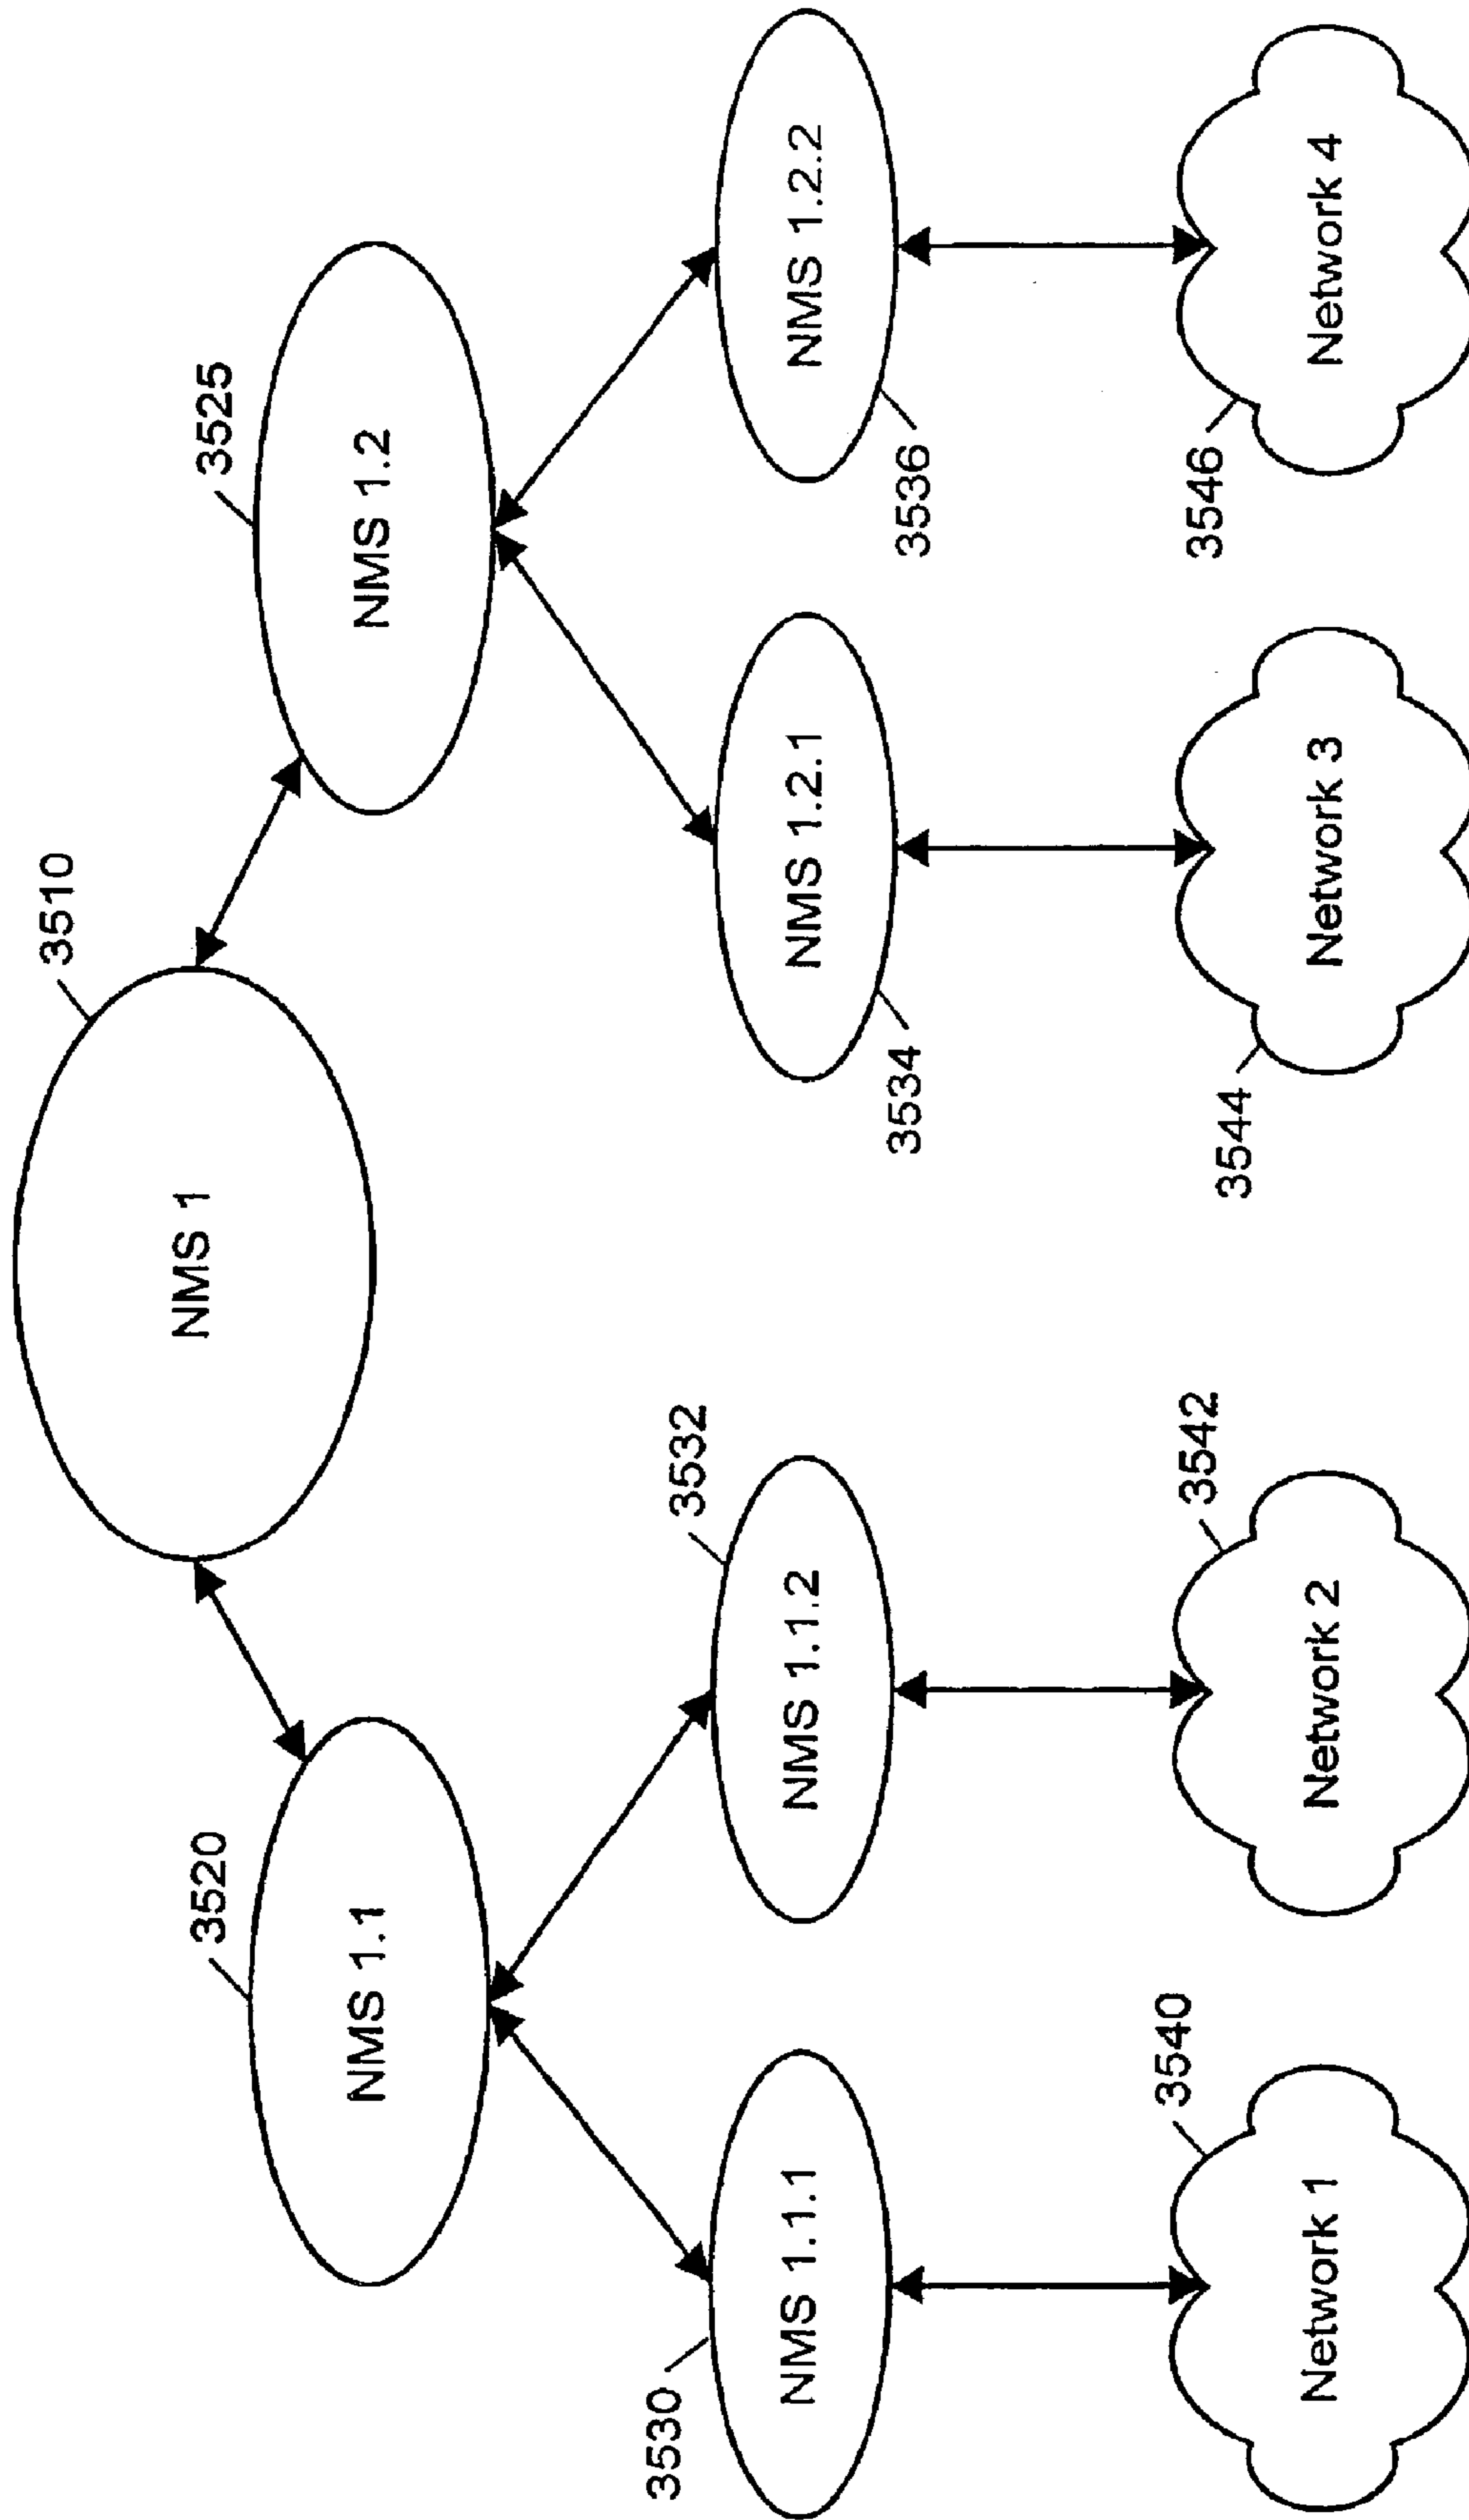 3510
NMS 1
3520
3525
NMS 1.1
NMS 1.2
3530
3532
NMS 1.1.1
NMS 1.1.2
NMS 1.2.1
NMS 1.2.2
3534
3536
3540
3542
3544
3546
Network 1
Network 2
Network 3
Network 4